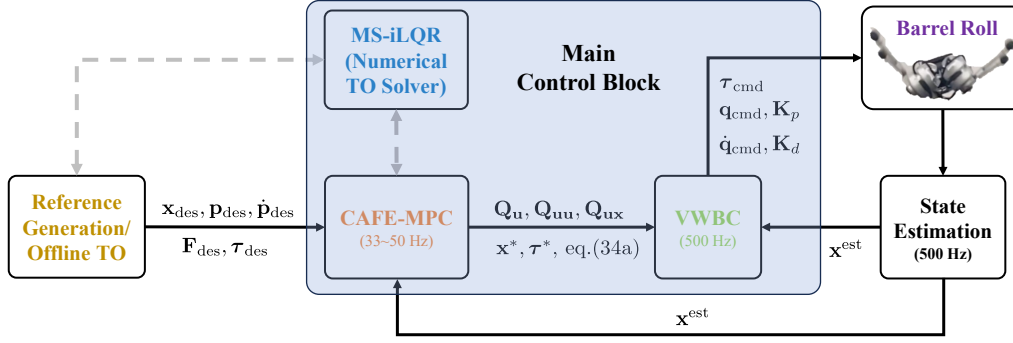 MS-iLQR
(Numerical
TO Solver)
Main
Control Block
Barrel Roll
τ_cmd
q_cmd, K_p
q̇_cmd, K_d
Reference
Generation/
Offline TO
x_des, p_des, ṗ_des
F_des, τ_des
CAFE-MPC
(33~50 Hz)
Q_u, Q_uu, Q_ux
x*, τ*, eq.(34a)
VWBC
(500 Hz)
x^est
State
Estimation
(500 Hz)
x^est